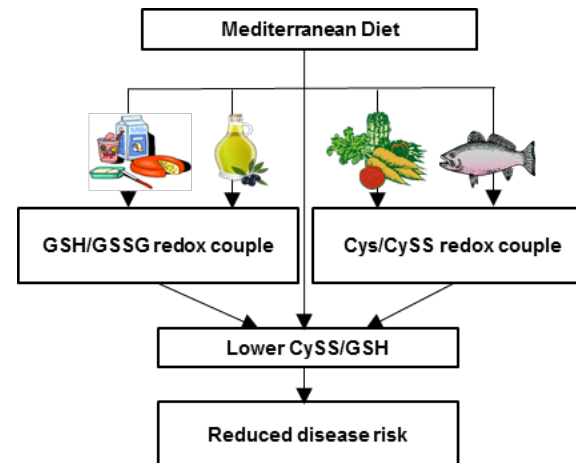 Mediterranean Diet
GSH/GSSG redox couple
Cys/CySS redox couple
Lower CySS/GSH
Reduced disease risk